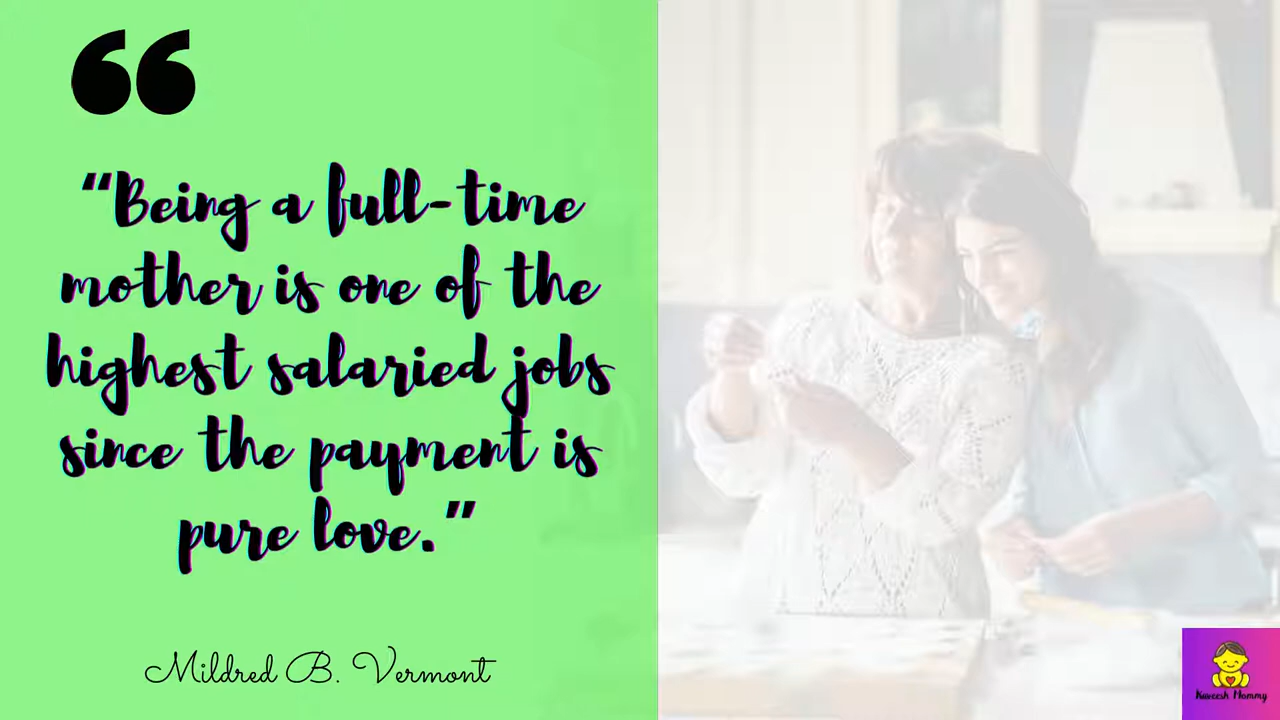 “
“Being a full-time
mother is one of the
highest salaried jobs
since the payment is
pure love.”
Mildred B. Vermont
Kaveesh Mommy